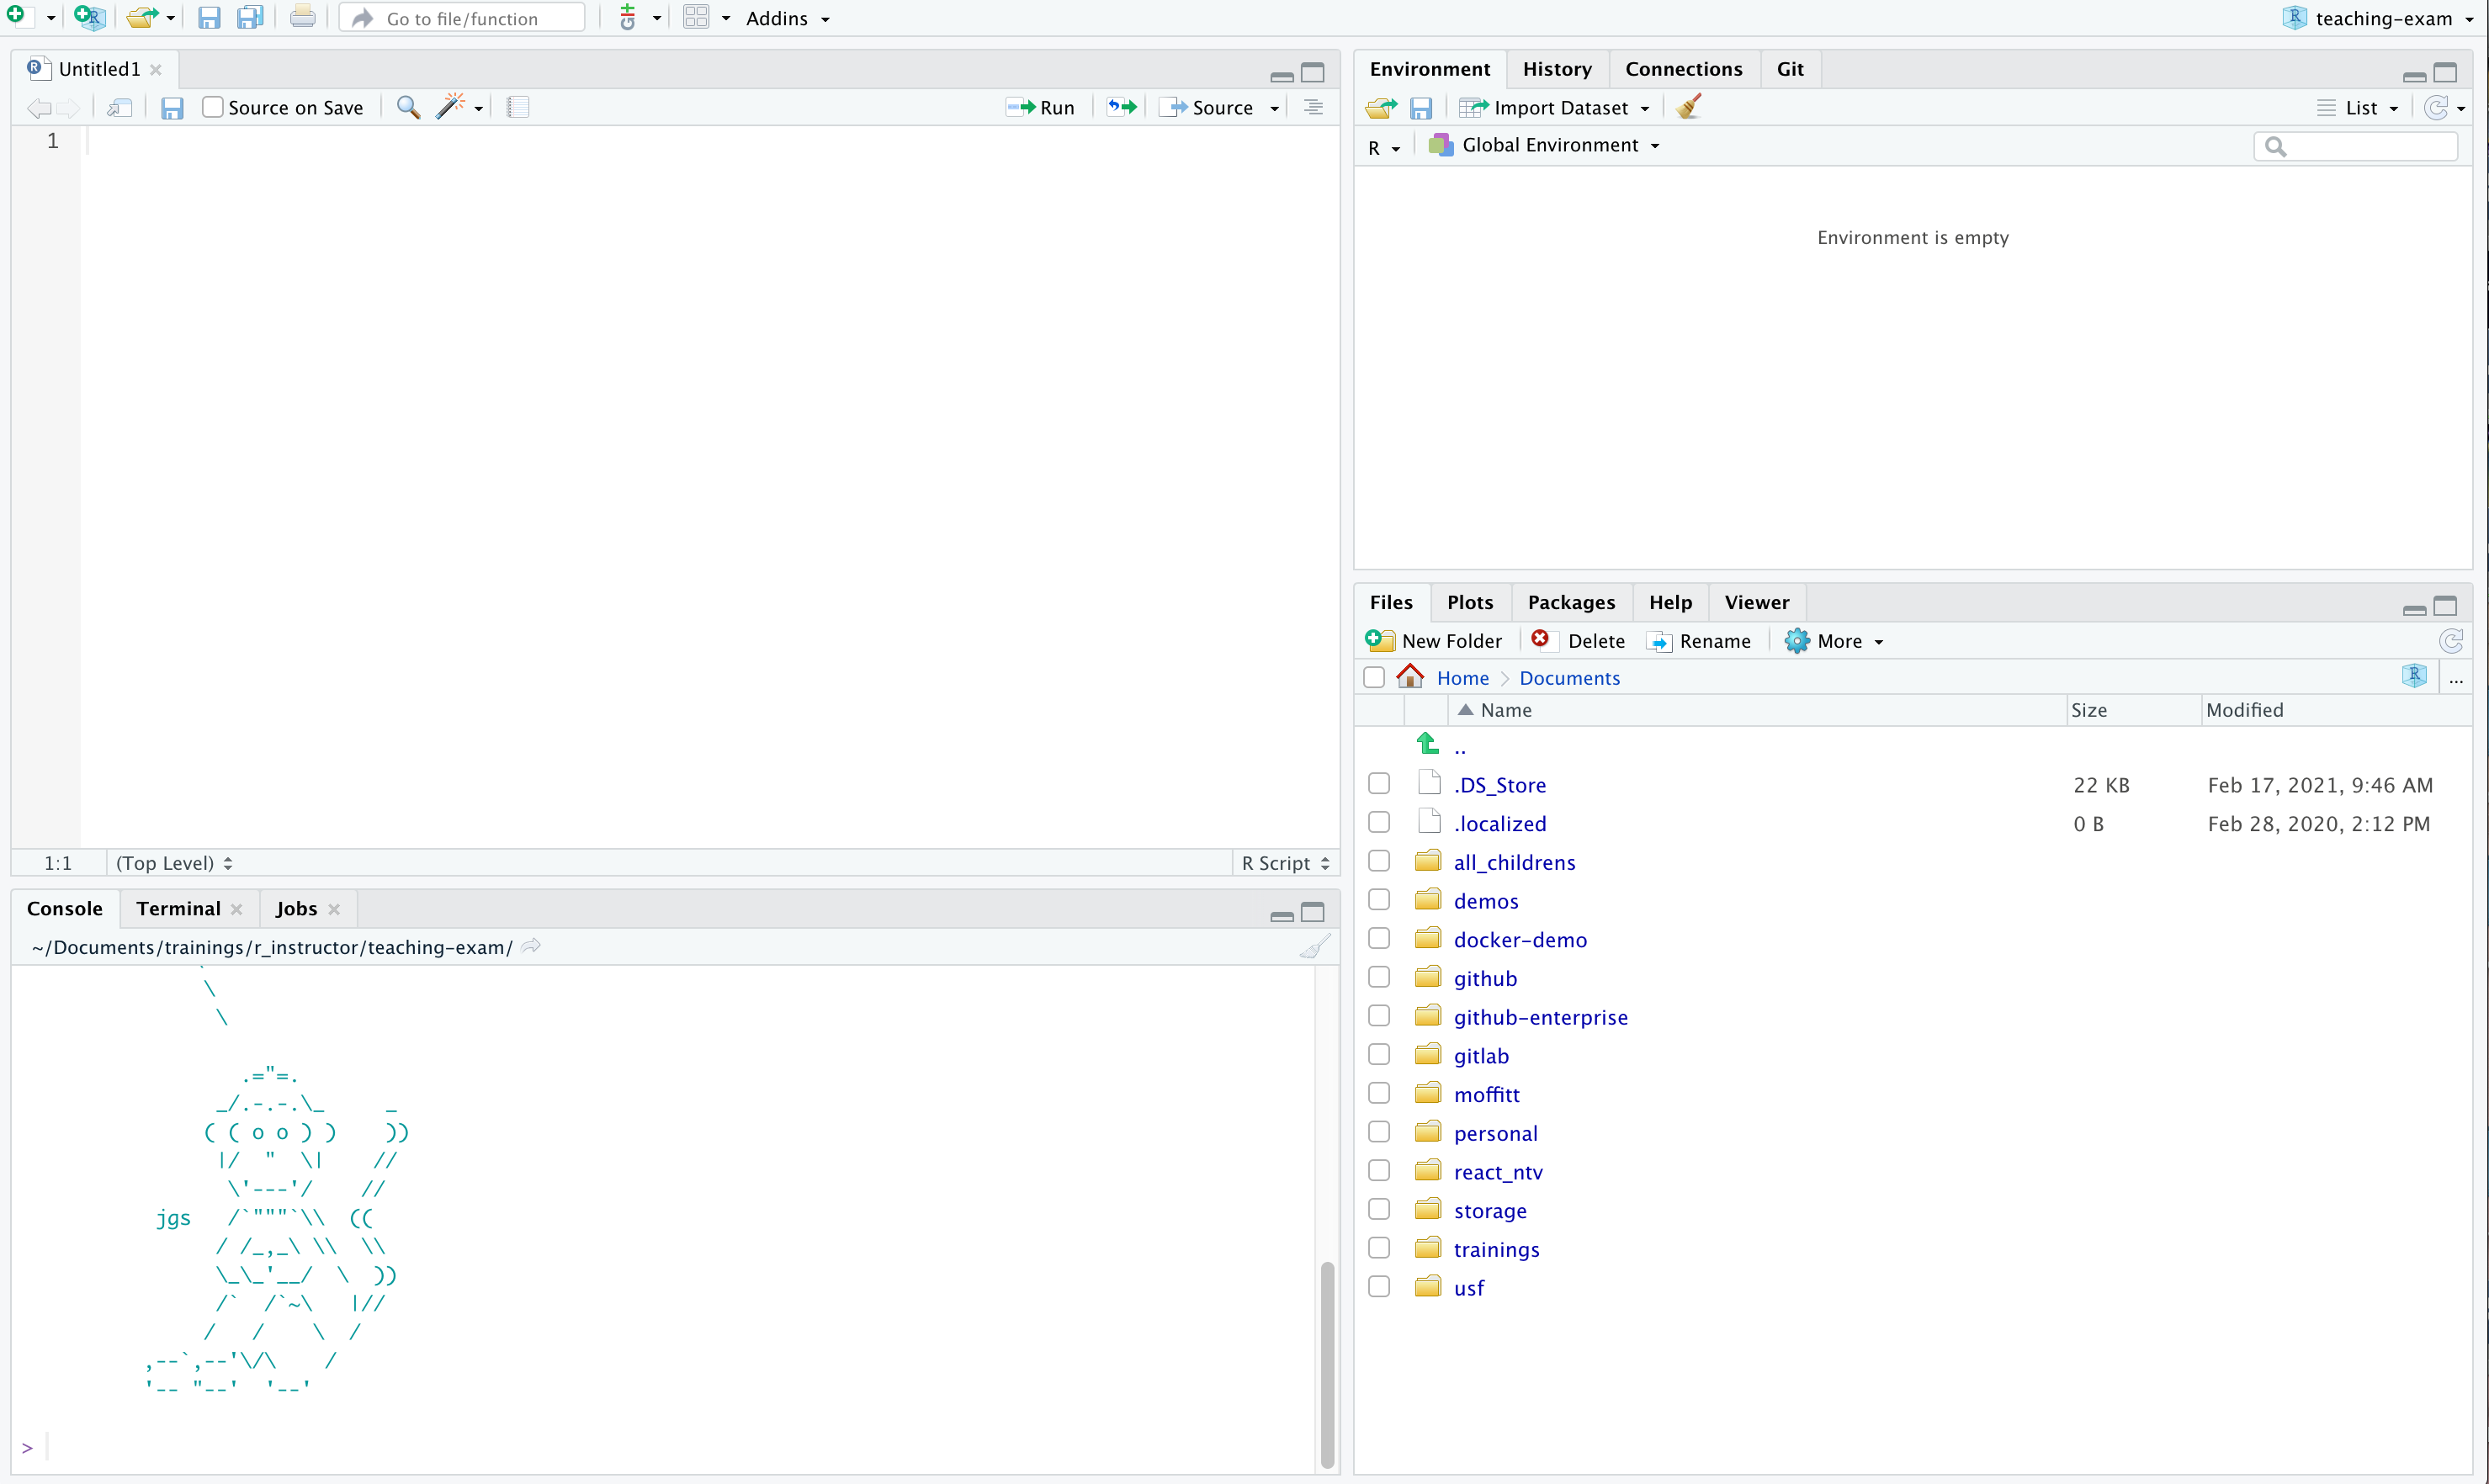 Go to file/function Git Addins teaching-exam
Untitled1
Source on Save Run Source
1
1:1 (Top Level) R Script
Console Terminal Jobs
~/Documents/trainings/r_instructor/teaching-exam/
\
\
.="=.
_/.-.-.\_ _
( ( o o ) ) ))
|/ " \| //
\'---'/ //
jgs /`"""`\\ ((
/ /_,_\ \\ \\
\_\_'__/ \ ))
/` /`~\ |//
/ / \ /
,--`,--'\/\ /
'-- "--' '--'
>
Environment History Connections Git
Import Dataset List
R Global Environment
Environment is empty
Files Plots Packages Help Viewer
New Folder Delete Rename More
Home Documents R ...
Name Size Modified
..
.DS_Store 22 KB Feb 17, 2021, 9:46 AM
.localized 0 B Feb 28, 2020, 2:12 PM
all_childrens
demos
docker-demo
github
github-enterprise
gitlab
moffitt
personal
react_ntv
storage
trainings
usf